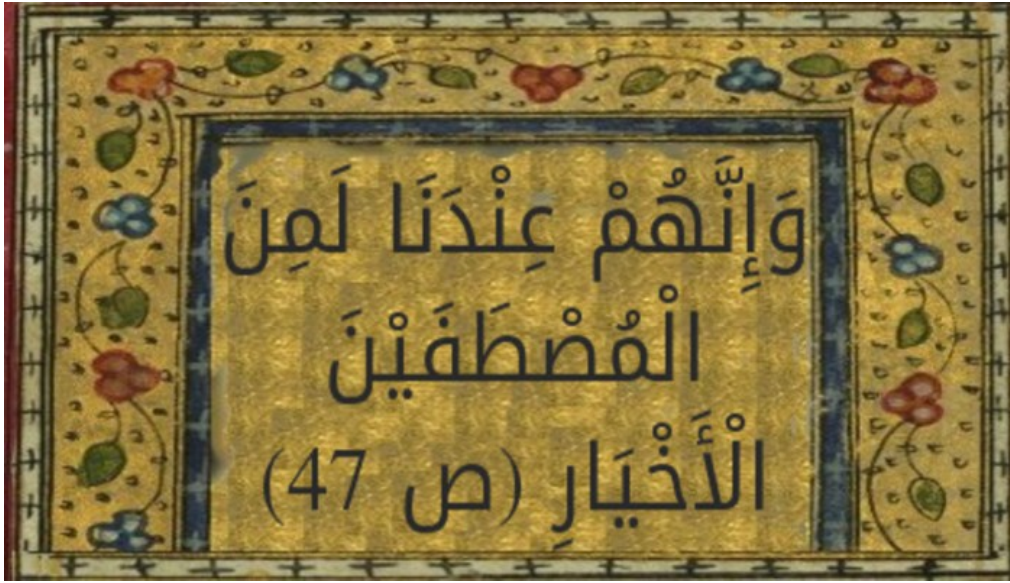 وَإِنَّهُمْ عِنْدَنَا لَمِنَ
الْمُصْطَفَيْنَ
الْأَخْيَارِ (ص 47)